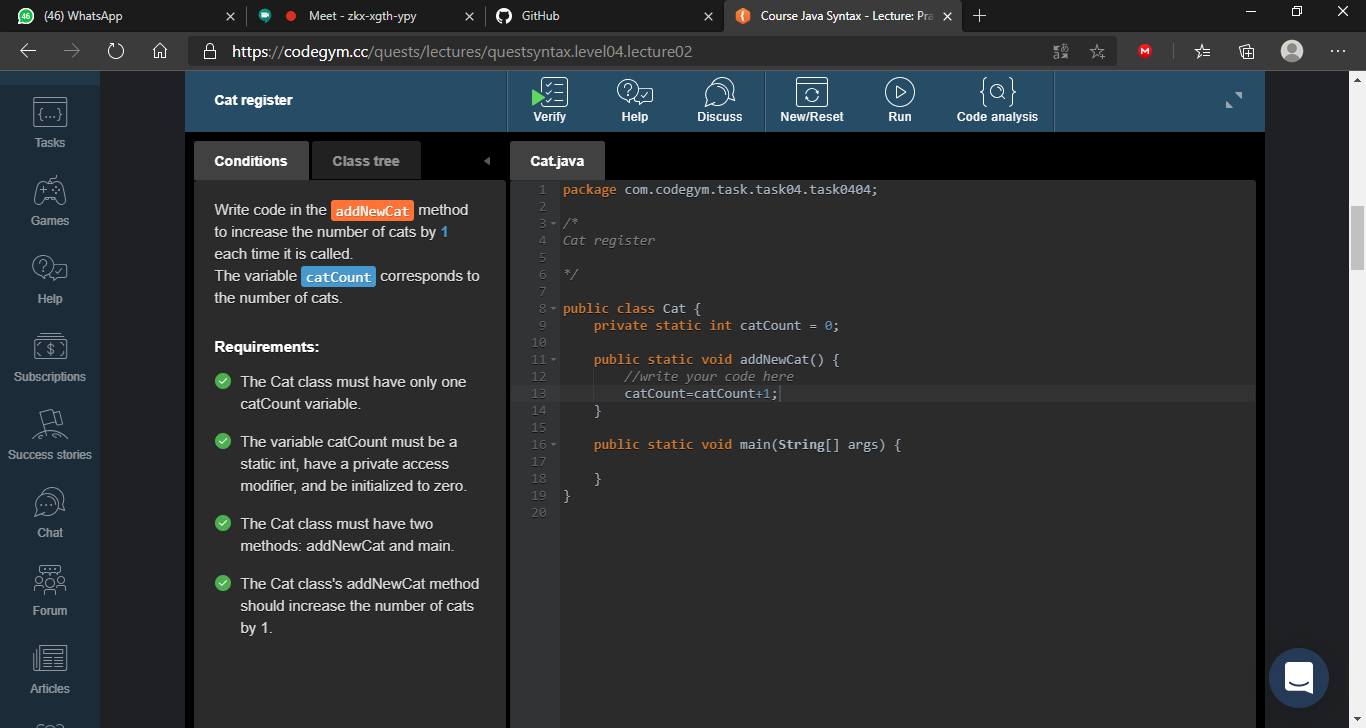 46
(46) WhatsApp
Meet - zkx-xgth-ypy
GitHub
Course Java Syntax - Lecture: Pra
https://codegym.cc/quests/lectures/questsyntax.level04.lecture02
M
{...}
Tasks
Games
Help
Subscriptions
Success stories
Chat
Forum
Articles
Cat register
Verify
Help
Discuss
New/Reset
Run
Code analysis
Conditions
Class tree
Write code in the addNewCat method
to increase the number of cats by 1
each time it is called.
The variable catCount corresponds to
the number of cats.
Requirements:
The Cat class must have only one
catCount variable.
The variable catCount must be a
static int, have a private access
modifier, and be initialized to zero.
The Cat class must have two
methods: addNewCat and main.
The Cat class's addNewCat method
should increase the number of cats
by 1.
Cat.java
1 package com.codegym.task.task04.task0404;
2
3 /*
4 Cat register
5
6 */
7
8 public class Cat {
9 private static int catCount = 0;
10
11 public static void addNewCat() {
12 //write your code here
13 catCount=catCount+1;
14 }
15
16 public static void main(String[] args) {
17
18 }
19 }
20